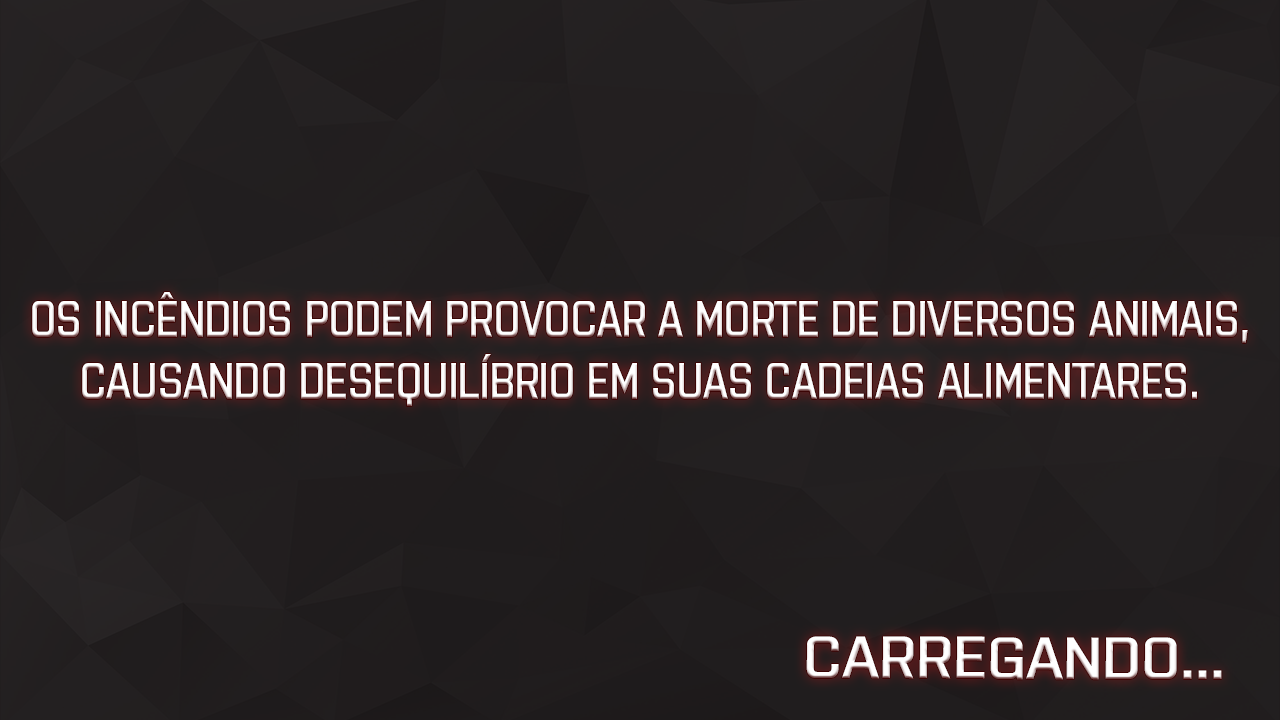 OS INCÊNDIOS PODEM PROVOCAR A MORTE DE DIVERSOS ANIMAIS,
CAUSANDO DESEQUILÍBRIO EM SUAS CADEIAS ALIMENTARES.
CARREGANDO...